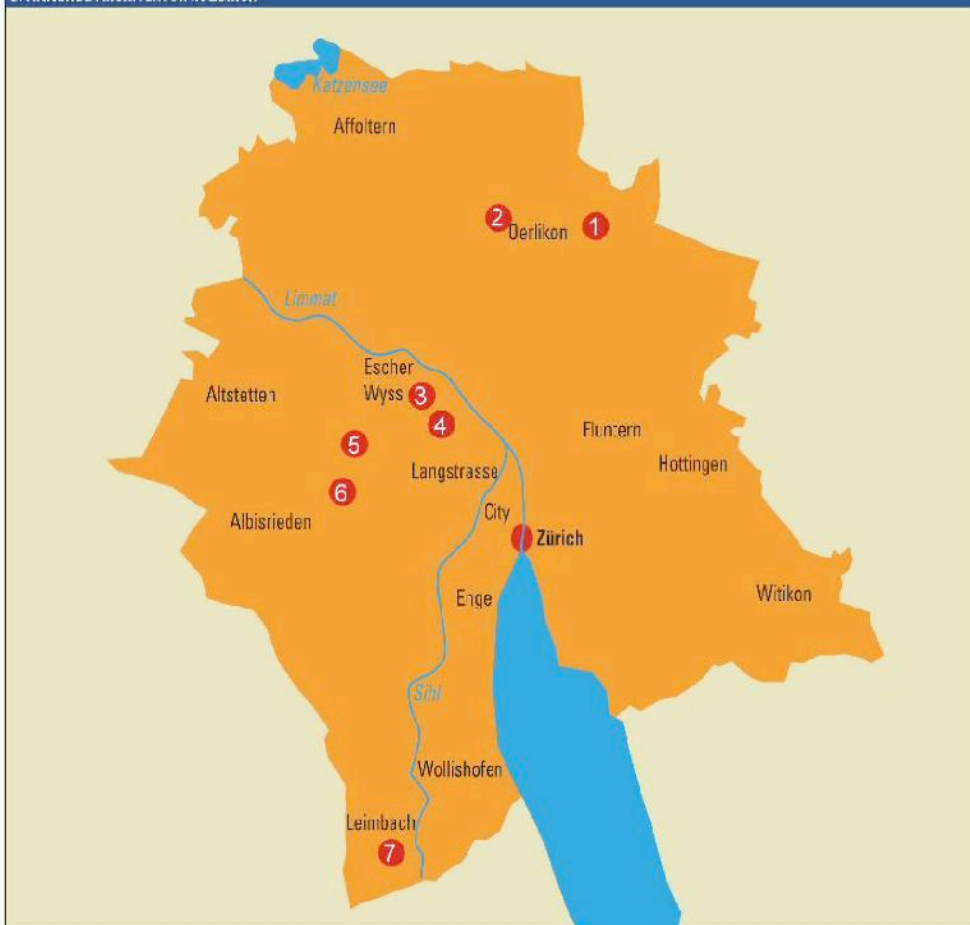 Katzensee
Affoltern
2
Oerlikon
1
Limmat
Escher
Wyss
3
Altstetten
4
Fluntern
5
Hottingen
Langstrasse
6
City
Albisrieden
Zürich
Enge
Witikon
Sihl
Wollishofen
Leimbach
7